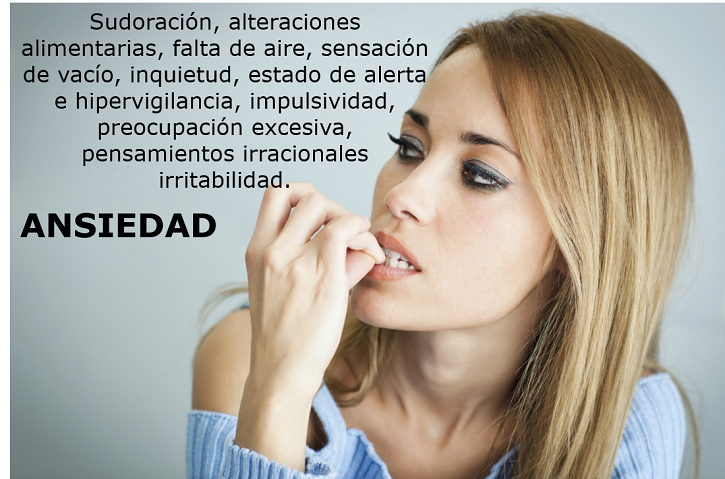 Sudoración, alteraciones
alimentarias, falta de aire, sensación
de vacío, inquietud, estado de alerta
e hipervigilancia, impulsividad,
preocupación excesiva,
pensamientos irracionales
irritabilidad.
ANSIEDAD